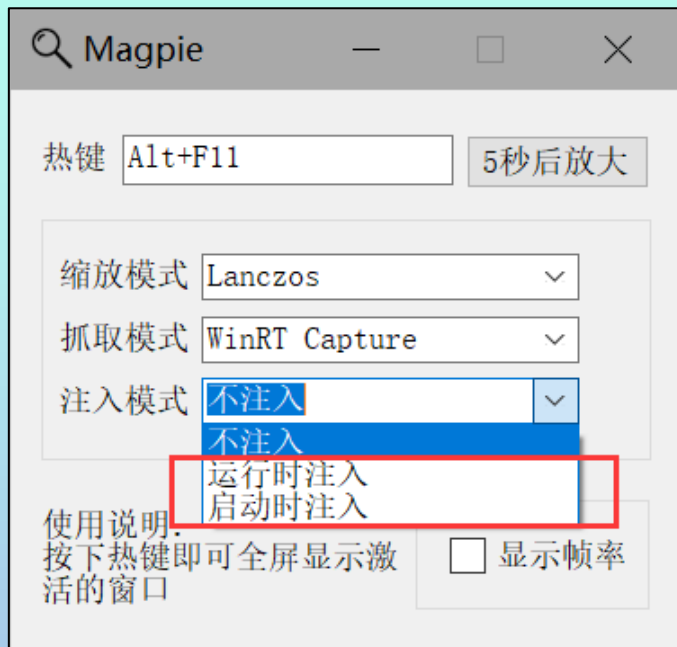 Magpie
热键 Alt+F11 5秒后放大
缩放模式 Lanczos
抓取模式 WinRT Capture
注入模式 不注入
不注入
运行时注入
启动时注入
使用说明:
按下热键即可全屏显示激
活的窗口
显示帧率